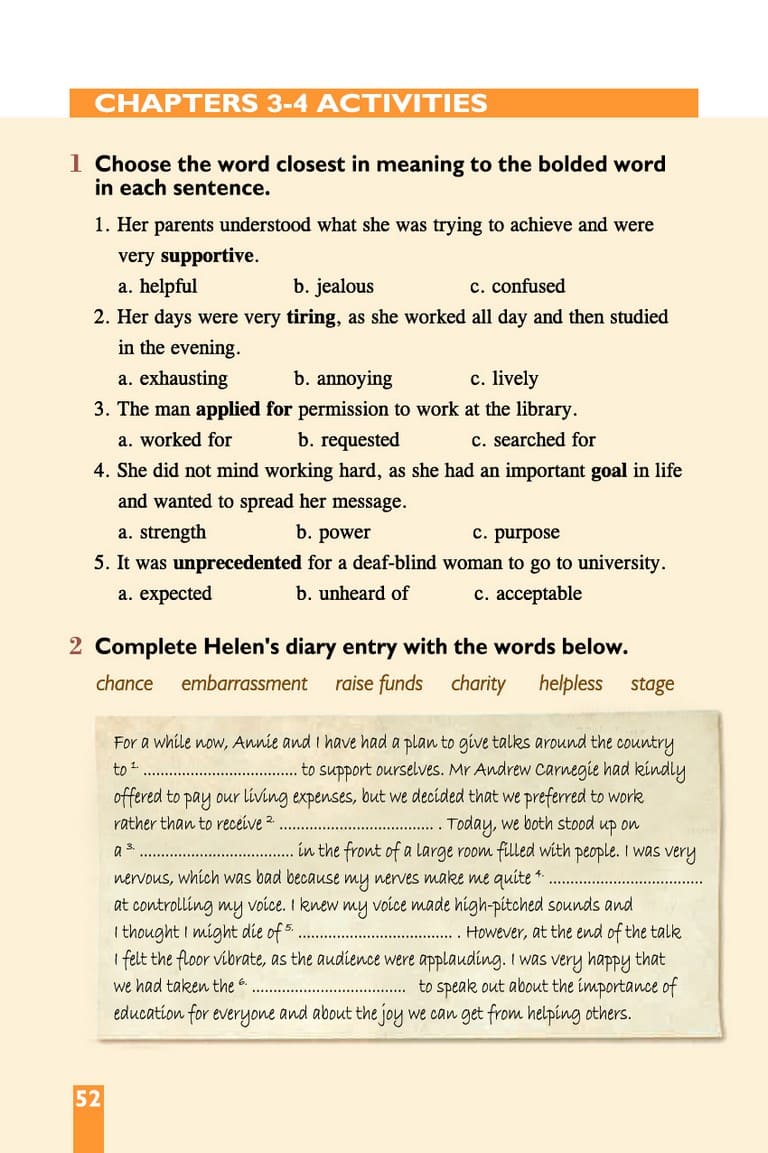 CHAPTERS 3-4 ACTIVITIES
1 Choose the word closest in meaning to the bolded word
in each sentence.
1. Her parents understood what she was trying to achieve and were
very supportive.
a. helpful b. jealous c. confused
2. Her days were very tiring, as she worked all day and then studied
in the evening.
a. exhausting b. annoying c. lively
3. The man applied for permission to work at the library.
a. worked for b. requested c. searched for
4. She did not mind working hard, as she had an important goal in life
and wanted to spread her message.
a. strength b. power c. purpose
5. It was unprecedented for a deaf-blind woman to go to university.
a. expected b. unheard of c. acceptable
2 Complete Helen's diary entry with the words below.
chance embarrassment raise funds charity helpless stage
For a while now, Annie and I have had a plan to give talks around the country
to 1. .................................... to support ourselves. Mr Andrew Carnegie had kindly
offered to pay our living expenses, but we decided that we preferred to work
rather than to receive 2. .................................... . Today, we both stood up on
a 3. .................................... in the front of a large room filled with people. I was very
nervous, which was bad because my nerves make me quite 4. ....................................
at controlling my voice. I knew my voice made high-pitched sounds and
I thought I might die of 5. .................................... . However, at the end of the talk
I felt the floor vibrate, as the audience were applauding. I was very happy that
we had taken the 6. .................................... to speak out about the importance of
education for everyone and about the joy we can get from helping others.
52